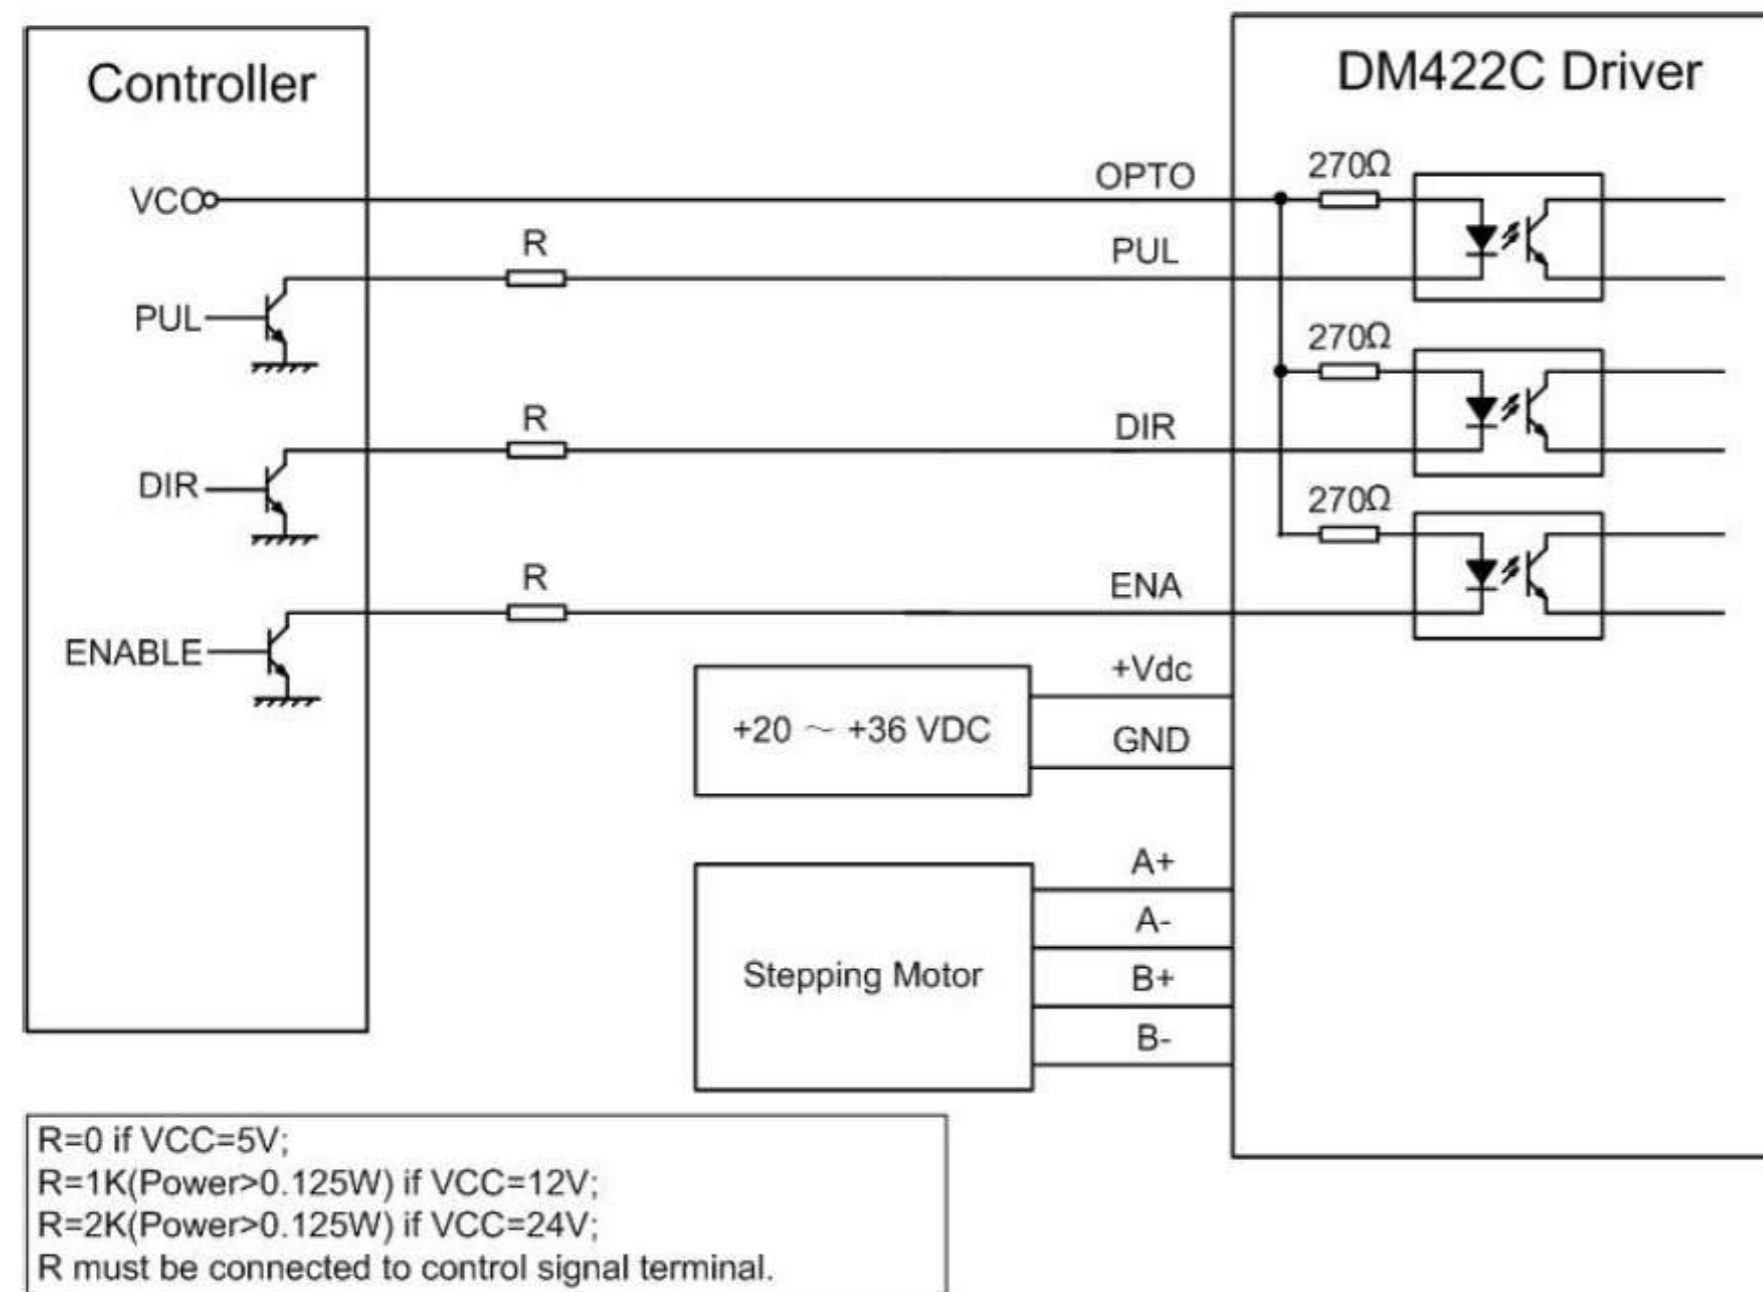 Controller
DM422C Driver
VCC
OPTO
270Ω
R
PUL
PUL
270Ω
R
DIR
DIR
270Ω
R
ENA
ENABLE
+Vdc
+20 ～ +36 VDC
GND
A+
A-
Stepping Motor
B+
B-
R=0 if VCC=5V;
R=1K(Power>0.125W) if VCC=12V;
R=2K(Power>0.125W) if VCC=24V;
R must be connected to control signal terminal.